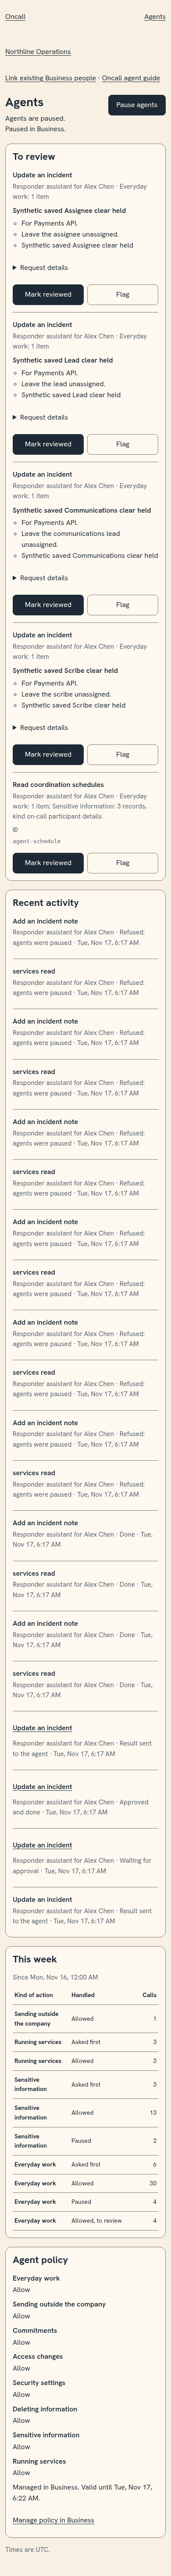 Oncall
Agents
Northline Operations
Link existing Business people · Oncall agent guide
Agents
Pause agents
Agents are paused.
Paused in Business.
To review
Update an incident
Responder assistant for Alex Chen · Everyday
work: 1 item
Synthetic saved Assignee clear held
For Payments API.
Leave the assignee unassigned.
Synthetic saved Assignee clear held
Request details
Mark reviewed
Flag
Update an incident
Responder assistant for Alex Chen · Everyday
work: 1 item
Synthetic saved Lead clear held
For Payments API.
Leave the lead unassigned.
Synthetic saved Lead clear held
Request details
Mark reviewed
Flag
Update an incident
Responder assistant for Alex Chen · Everyday
work: 1 item
Synthetic saved Communications clear held
For Payments API.
Leave the communications lead
unassigned.
Synthetic saved Communications clear held
Request details
Mark reviewed
Flag
Update an incident
Responder assistant for Alex Chen · Everyday
work: 1 item
Synthetic saved Scribe clear held
For Payments API.
Leave the scribe unassigned.
Synthetic saved Scribe clear held
Request details
Mark reviewed
Flag
Read coordination schedules
Responder assistant for Alex Chen · Everyday
work: 1 item; Sensitive information: 3 records,
kind on-call participant details
ID
agent-schedule
Mark reviewed
Flag
Recent activity
Add an incident note
Responder assistant for Alex Chen · Refused:
agents were paused · Tue, Nov 17, 6:17 AM
services read
Responder assistant for Alex Chen · Refused:
agents were paused · Tue, Nov 17, 6:17 AM
Add an incident note
Responder assistant for Alex Chen · Refused:
agents were paused · Tue, Nov 17, 6:17 AM
services read
Responder assistant for Alex Chen · Refused:
agents were paused · Tue, Nov 17, 6:17 AM
Add an incident note
Responder assistant for Alex Chen · Refused:
agents were paused · Tue, Nov 17, 6:17 AM
services read
Responder assistant for Alex Chen · Refused:
agents were paused · Tue, Nov 17, 6:17 AM
Add an incident note
Responder assistant for Alex Chen · Refused:
agents were paused · Tue, Nov 17, 6:17 AM
services read
Responder assistant for Alex Chen · Refused:
agents were paused · Tue, Nov 17, 6:17 AM
Add an incident note
Responder assistant for Alex Chen · Refused:
agents were paused · Tue, Nov 17, 6:17 AM
services read
Responder assistant for Alex Chen · Refused:
agents were paused · Tue, Nov 17, 6:17 AM
Add an incident note
Responder assistant for Alex Chen · Refused:
agents were paused · Tue, Nov 17, 6:17 AM
services read
Responder assistant for Alex Chen · Refused:
agents were paused · Tue, Nov 17, 6:17 AM
Add an incident note
Responder assistant for Alex Chen · Done · Tue,
Nov 17, 6:17 AM
services read
Responder assistant for Alex Chen · Done · Tue,
Nov 17, 6:17 AM
Add an incident note
Responder assistant for Alex Chen · Done · Tue,
Nov 17, 6:17 AM
services read
Responder assistant for Alex Chen · Done · Tue,
Nov 17, 6:17 AM
Update an incident
Responder assistant for Alex Chen · Result sent
to the agent · Tue, Nov 17, 6:17 AM
Update an incident
Responder assistant for Alex Chen · Approved
and done · Tue, Nov 17, 6:17 AM
Update an incident
Responder assistant for Alex Chen · Waiting for
approval · Tue, Nov 17, 6:17 AM
Update an incident
Responder assistant for Alex Chen · Result sent
to the agent · Tue, Nov 17, 6:17 AM
This week
Since Mon, Nov 16, 12:00 AM
Kind of action Handled Calls
Sending outside
the company
Allowed 1
Running services Asked first 3
Running services Allowed 3
Sensitive
information
Asked first 3
Sensitive
information
Allowed 13
Sensitive
information
Paused 2
Everyday work Asked first 6
Everyday work Allowed 30
Everyday work Paused 4
Everyday work Allowed, to review 4
Agent policy
Everyday work
Allow
Sending outside the company
Allow
Commitments
Allow
Access changes
Allow
Security settings
Allow
Deleting information
Allow
Sensitive information
Allow
Running services
Allow
Managed in Business. Valid until Tue, Nov 17,
6:22 AM.
Manage policy in Business
Times are UTC.